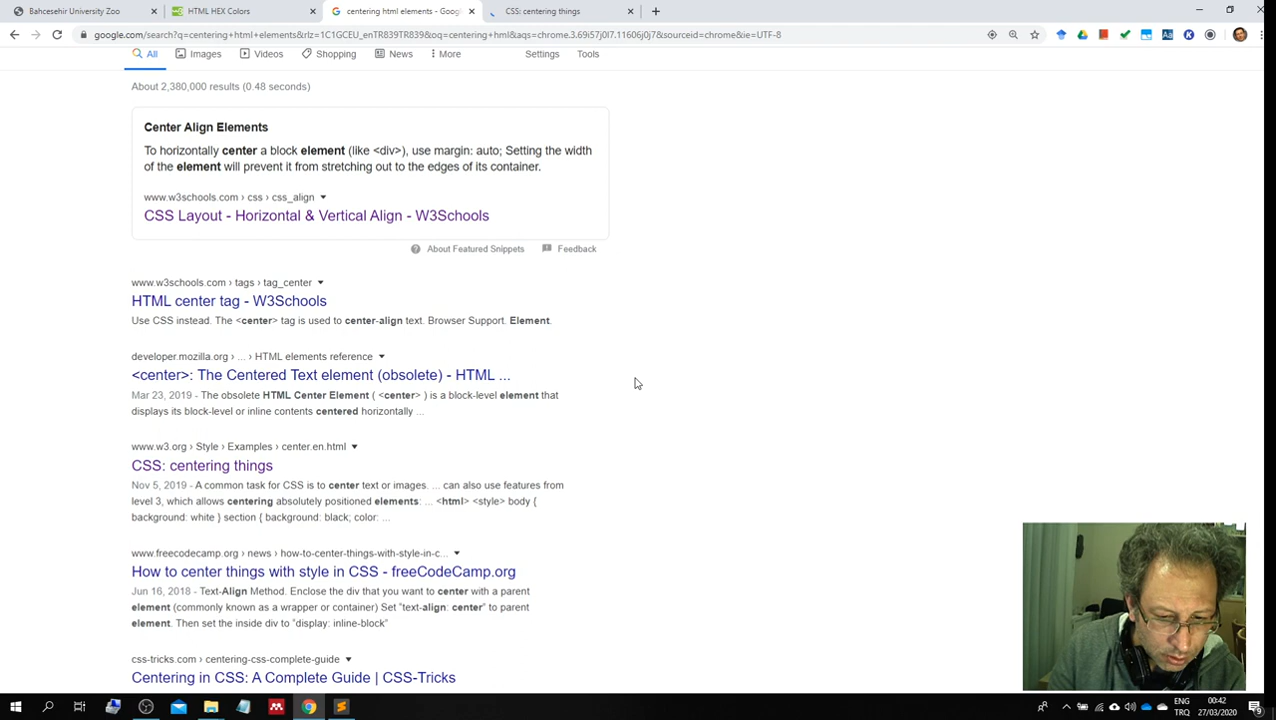 Bahcesehir University Zoo
HTML HEX Colors
centering html elements - Goog
CSS: centering things
google.com/search?q=centering+html+elements&rlz=1C1GCEU_enTR839TR839&oq=centering+hml&aqs=chrome.3.69i57j0l7.11606j0j7&sourceid=chrome&ie=UTF-8
All
Images
Videos
Shopping
News
More
Settings
Tools
About 2,380,000 results (0.48 seconds)
Center Align Elements
To horizontally center a block element (like <div>), use margin: auto; Setting the width
of the element will prevent it from stretching out to the edges of its container.
www.w3schools.com › css › css_align
CSS Layout - Horizontal & Vertical Align - W3Schools
About Featured Snippets
Feedback
www.w3schools.com › tags › tag_center
HTML center tag - W3Schools
Use CSS instead. The <center> tag is used to center-align text. Browser Support. Element.
developer.mozilla.org › ... › HTML elements reference
<center>: The Centered Text element (obsolete) - HTML ...
Mar 23, 2019 - The obsolete HTML Center Element ( <center> ) is a block-level element that
displays its block-level or inline contents centered horizontally ...
www.w3.org › Style › Examples › center.en.html
CSS: centering things
Nov 5, 2019 - A common task for CSS is to center text or images. ... can also use features from
level 3, which allows centering absolutely positioned elements: ... <html> <style> body {
background: white } section { background: black; color: ...
www.freecodecamp.org › news › how-to-center-things-with-style-in-c...
How to center things with style in CSS - freeCodeCamp.org
Jun 16, 2018 - Text-Align Method. Enclose the div that you want to center with a parent
element (commonly known as a wrapper or container) Set “text-align: center” to parent
element. Then set the inside div to “display: inline-block”
css-tricks.com › centering-css-complete-guide
Centering in CSS: A Complete Guide | CSS-Tricks
ENG
TRQ
00:42
27/03/2020